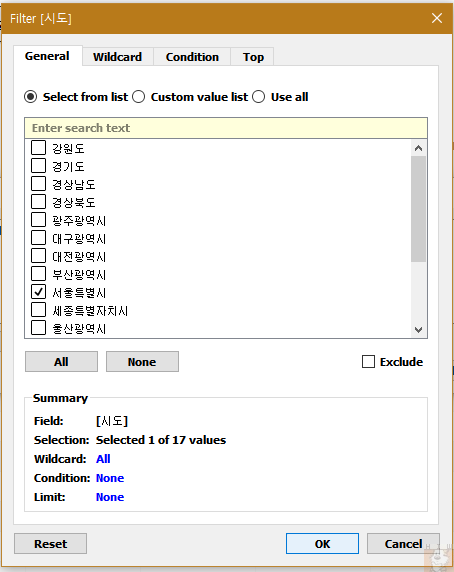 Filter [시도]
General Wildcard Condition Top
Select from list Custom value list Use all
Enter search text
강원도
경기도
경상남도
경상북도
광주광역시
대구광역시
대전광역시
부산광역시
서울특별시
세종특별자치시
울산광역시
All None Exclude
Summary
Field: [시도]
Selection: Selected 1 of 17 values
Wildcard: All
Condition: None
Limit: None
Reset OK Cancel